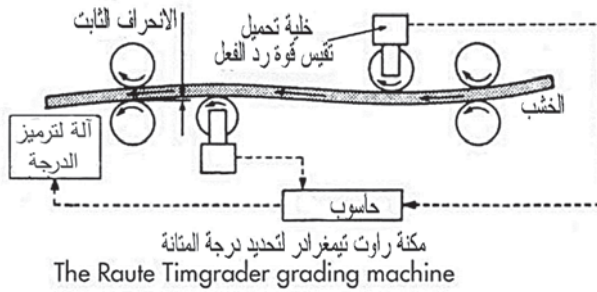 الانحراف الثابت
خلية تحميل
تقيس قوة رد الفعل
الخشب
آلة لترميز
الدرجة
حاسوب
مكنة راوت تيمغرادر لتحديد درجة المتانة
The Raute Timgrader grading machine